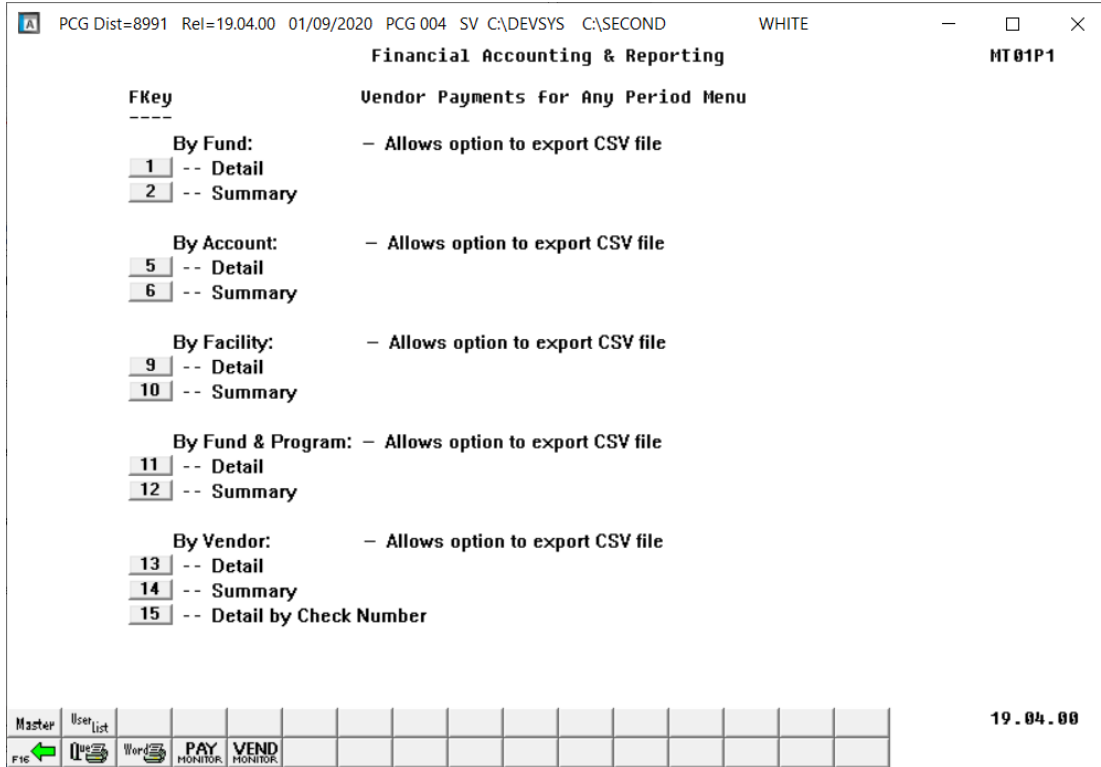 PCG Dist=8991 Rel=19.04.00 01/09/2020 PCG 004 SV C:\DEVSYS C:\SECOND WHITE
Financial Accounting & Reporting MT01P1
FKey Vendor Payments for Any Period Menu
----
By Fund: – Allows option to export CSV file
1 -- Detail
2 -- Summary
By Account: – Allows option to export CSV file
5 -- Detail
6 -- Summary
By Facility: – Allows option to export CSV file
9 -- Detail
10 -- Summary
By Fund & Program: – Allows option to export CSV file
11 -- Detail
12 -- Summary
By Vendor: – Allows option to export CSV file
13 -- Detail
14 -- Summary
15 -- Detail by Check Number
Master User List 19.04.00
F16 Que Word PAY MONITOR VEND MONITOR